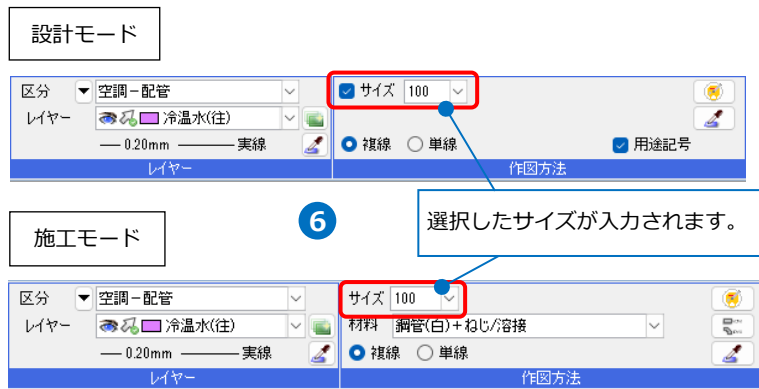 設計モード
区分 空調－配管 サイズ 100
レイヤー 冷温水(往)
0.20mm 実線 複線 単線 用途記号
レイヤー 作図方法
6
選択したサイズが入力されます。
施工モード
区分 空調－配管 サイズ 100
レイヤー 冷温水(往) 材料 鋼管(白)+ねじ/溶接
0.20mm 実線 複線 単線
レイヤー 作図方法